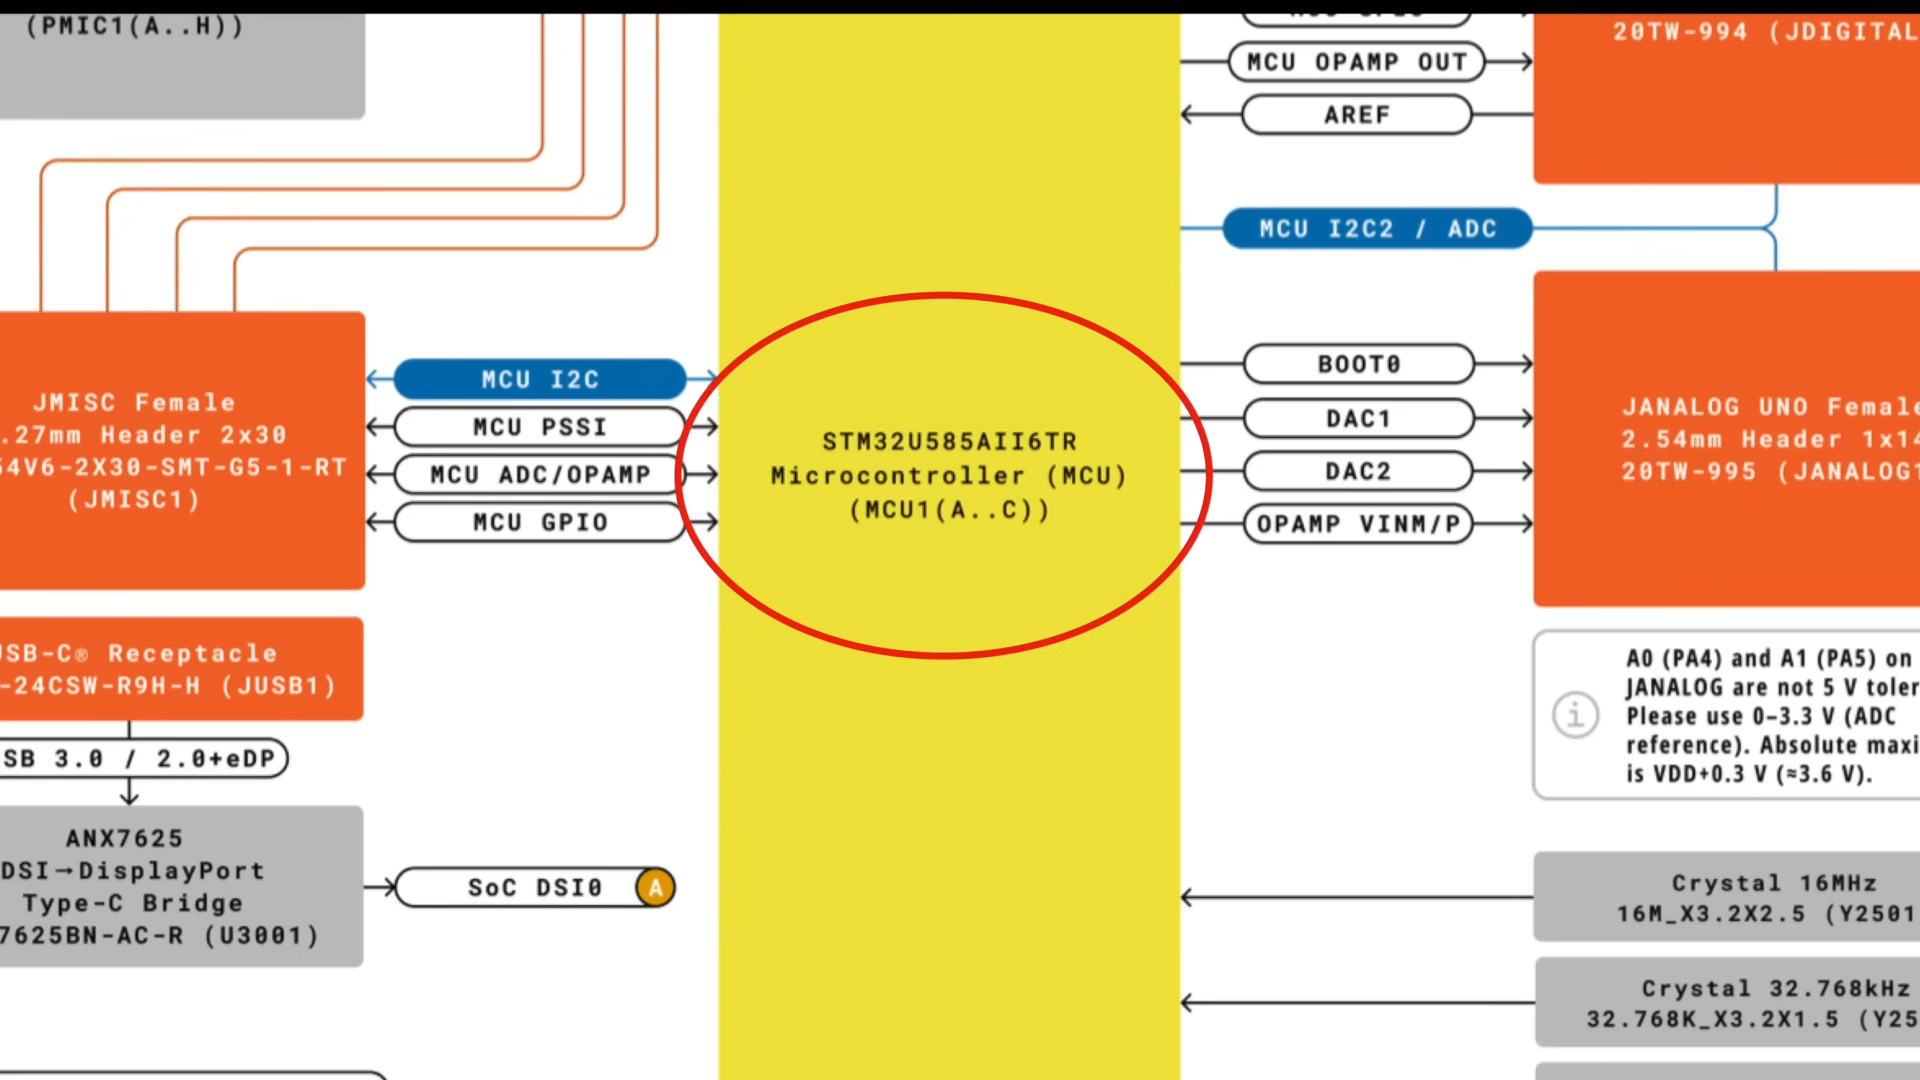 (PMIC1(A..H))
20TW-994 (JDIGITAL
MCU OPAMP OUT
AREF
MCU I2C2 / ADC
JMISC Female
.27mm Header 2x30
54V6-2X30-SMT-G5-1-RT
(JMISC1)
MCU I2C
MCU PSSI
MCU ADC/OPAMP
MCU GPIO
STM32U585AII6TR
Microcontroller (MCU)
(MCU1(A..C))
BOOT0
DAC1
DAC2
OPAMP VINM/P
JANALOG UNO Female
2.54mm Header 1x14
20TW-995 (JANALOG1
USB-C® Receptacle
-24CSW-R9H-H (JUSB1)
SB 3.0 / 2.0+eDP
ANX7625
DSI→DisplayPort
Type-C Bridge
7625BN-AC-R (U3001)
SoC DSI0 A
A0 (PA4) and A1 (PA5) on
JANALOG are not 5 V toler
Please use 0–3.3 V (ADC
reference). Absolute maxi
is VDD+0.3 V (≈3.6 V).
Crystal 16MHz
16M_X3.2X2.5 (Y2501
Crystal 32.768kHz
32.768K_X3.2X1.5 (Y25